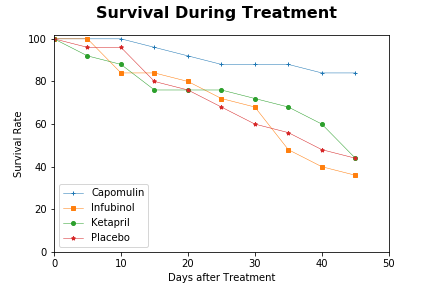 Survival During Treatment
100
80
60
40
20
0
Survival Rate
Capomulin
Infubinol
Ketapril
Placebo
0 10 20 30 40 50
Days after Treatment